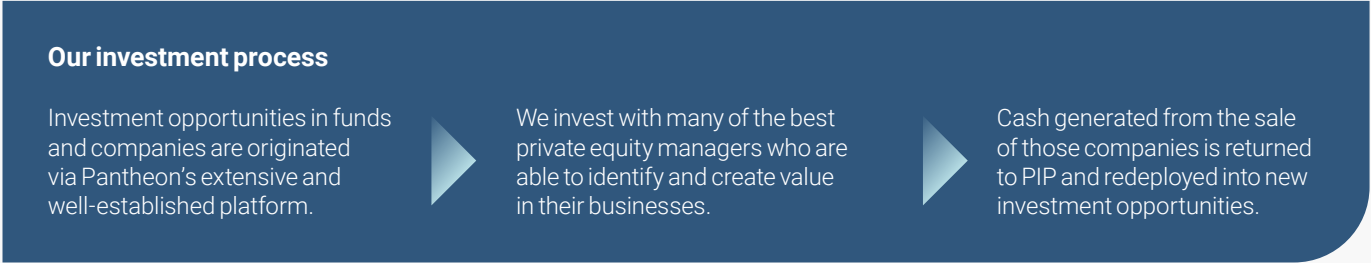 Our investment process
Investment opportunities in funds
and companies are originated
via Pantheon's extensive and
well-established platform.
We invest with many of the best
private equity managers who are
able to identify and create value
in their businesses.
Cash generated from the sale
of those companies is returned
to PIP and redeployed into new
investment opportunities.